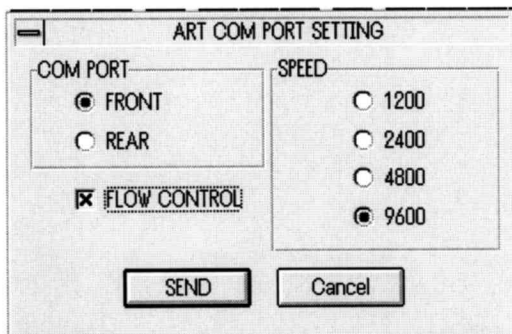 ART COM PORT SETTING
COM PORT
FRONT
REAR
FLOW CONTROL
SPEED
1200
2400
4800
9600
SEND
Cancel